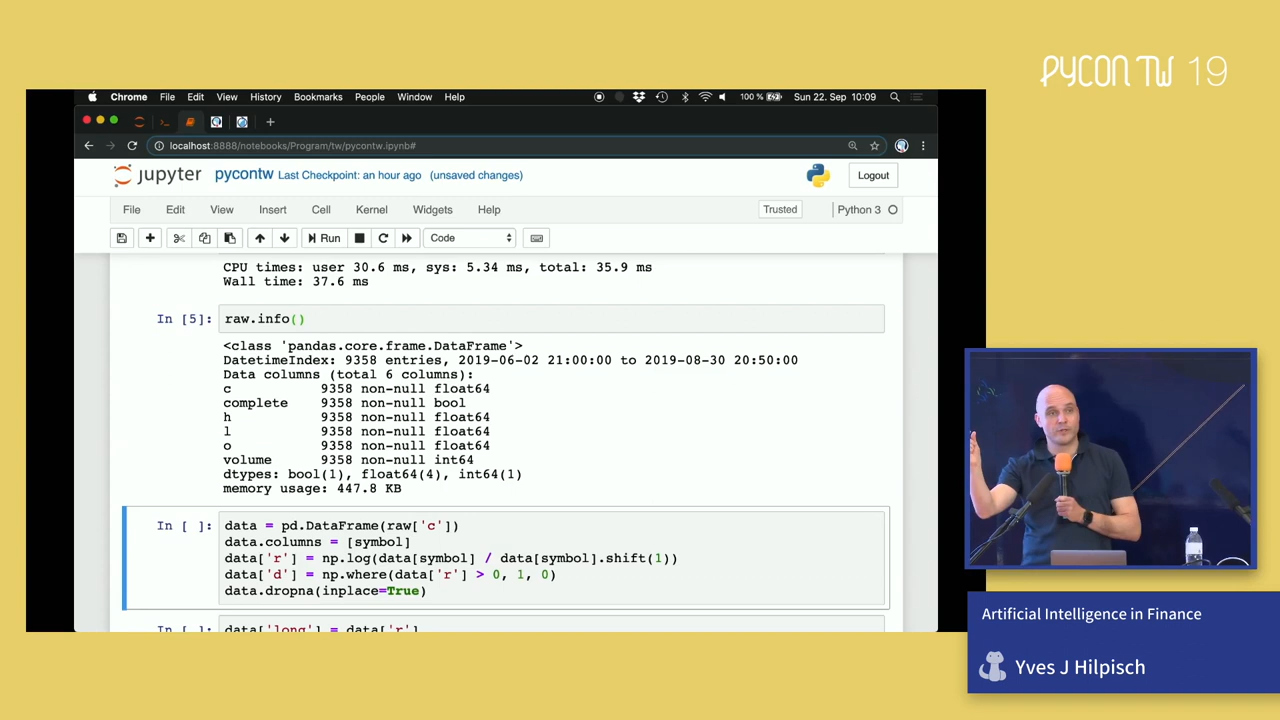 PYCON TW 19
Chrome File Edit View History Bookmarks People Window Help 100 % Sun 22. Sep 10:09
localhost:8888/notebooks/Program/tw/pycontw.ipynb#
jupyter pycontw Last Checkpoint: an hour ago (unsaved changes) Logout
File Edit View Insert Cell Kernel Widgets Help Trusted Python 3
Run Code
CPU times: user 30.6 ms, sys: 5.34 ms, total: 35.9 ms
Wall time: 37.6 ms
In [5]: raw.info()
<class 'pandas.core.frame.DataFrame'>
DatetimeIndex: 9358 entries, 2019-06-02 21:00:00 to 2019-08-30 20:50:00
Data columns (total 6 columns):
c 9358 non-null float64
complete 9358 non-null bool
h 9358 non-null float64
l 9358 non-null float64
o 9358 non-null float64
volume 9358 non-null int64
dtypes: bool(1), float64(4), int64(1)
memory usage: 447.8 KB
In [ ]: data = pd.DataFrame(raw['c'])
data.columns = [symbol]
data['r'] = np.log(data[symbol] / data[symbol].shift(1))
data['d'] = np.where(data['r'] > 0, 1, 0)
data.dropna(inplace=True)
In [ ]: data['long'] = data['r']
Artificial Intelligence in Finance
Yves J Hilpisch